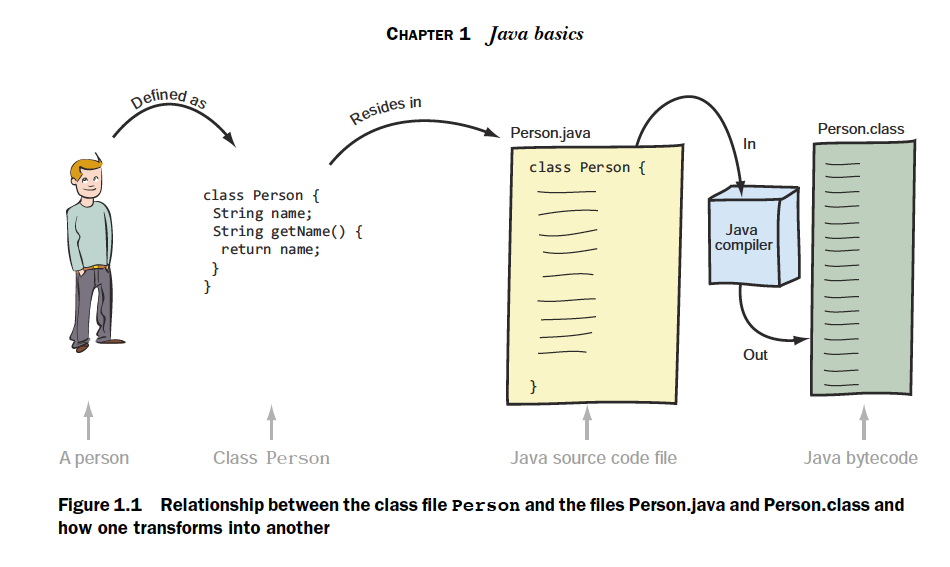 CHAPTER 1 Java basics
Defined as
Resides in
Person.java
In
Person.class
class Person {
String name;
String getName() {
return name;
}
}
class Person {
}
Java
compiler
Out
A person
Class Person
Java source code file
Java bytecode
Figure 1.1 Relationship between the class file Person and the files Person.java and Person.class and
how one transforms into another